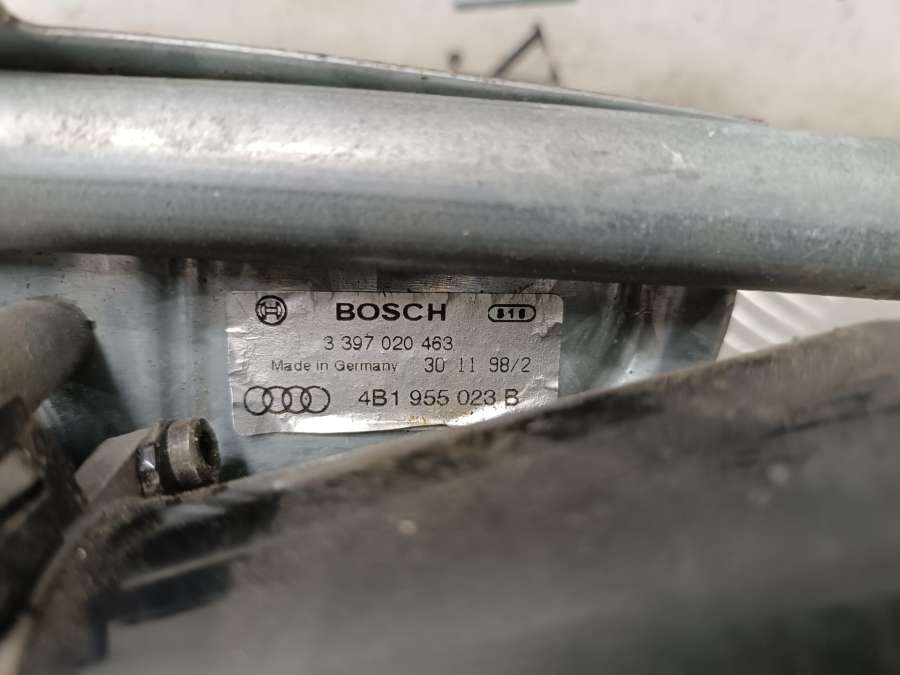 BOSCH
3 397 020 463
Made in Germany 30 11 98/2
4B1 955 023 B